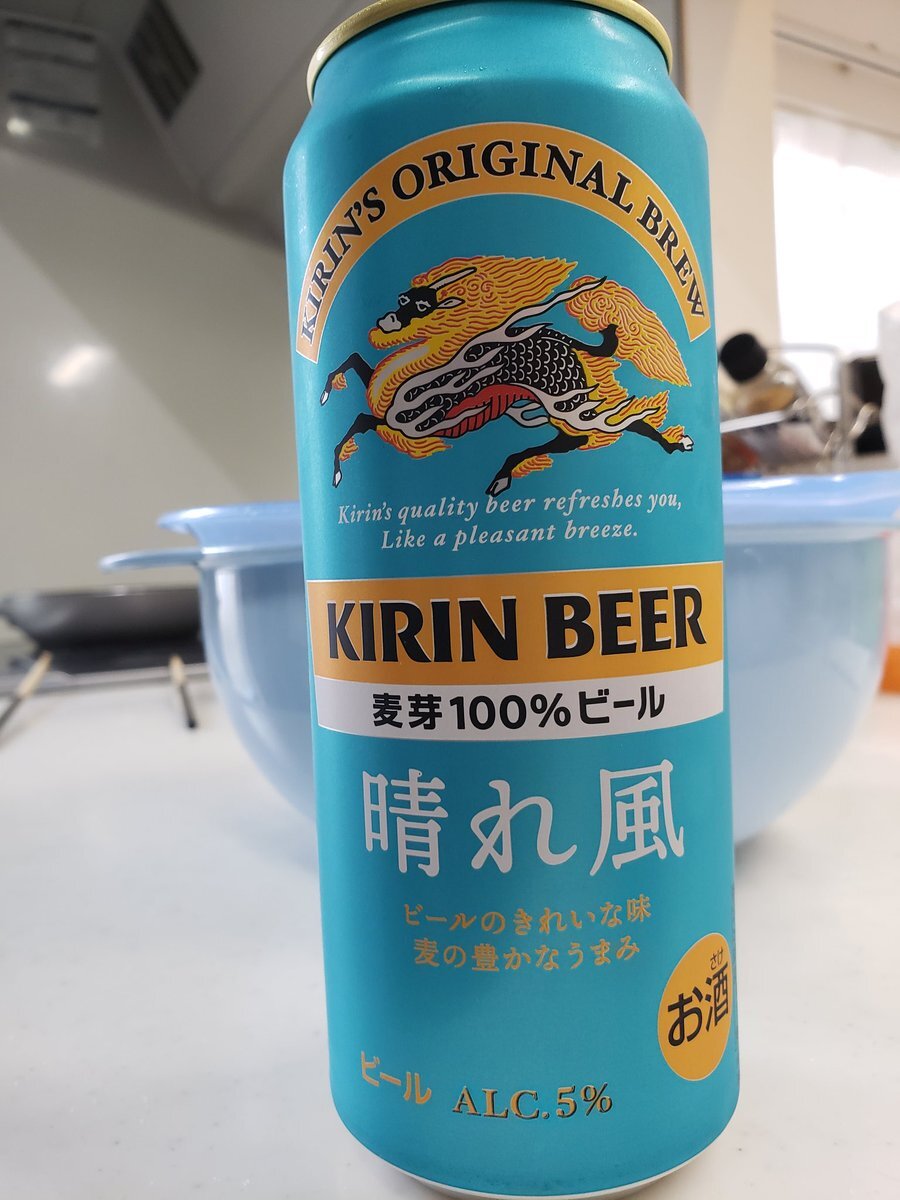 KIRIN'S ORIGINAL BREW
Kirin's quality beer refreshes you,
Like a pleasant breeze.
KIRIN BEER
麦芽100%ビール
晴れ風
ビールのきれいな味
麦の豊かなうまみ
さけ
お酒
ビール ALC.5%